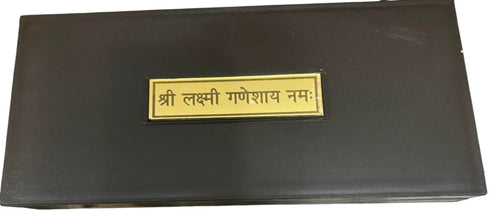 श्री लक्ष्मी गणेशाय नमः